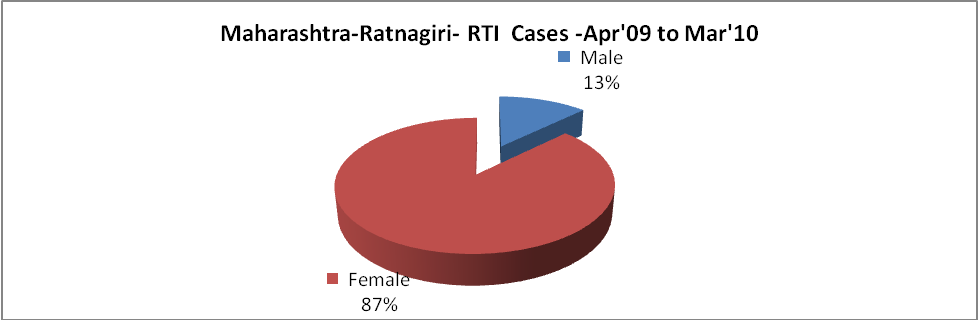 Maharashtra-Ratnagiri- RTI  Cases -Apr'09 to Mar'10
Male
13%
Female
87%